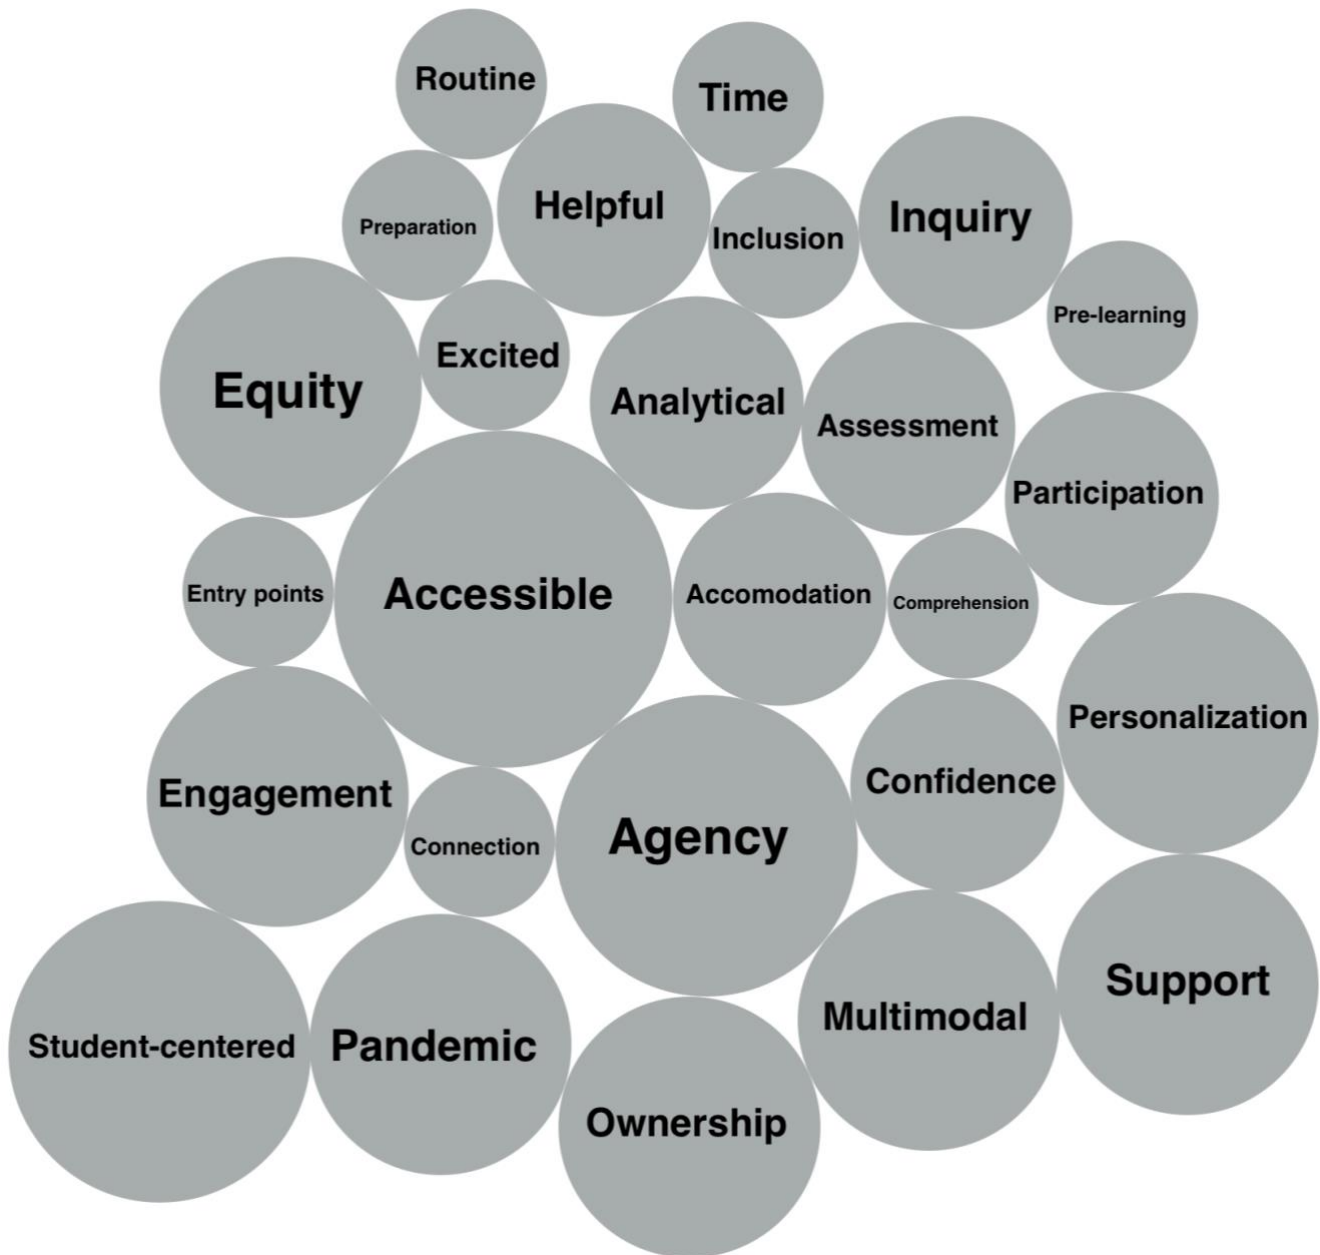 Routine
Time
Helpful
Inquiry
Preparation
Inclusion
Pre-learning
Excited
Equity
Analytical
Assessment
Participation
Entry points
Accessible
Accomodation
Comprehension
Personalization
Engagement
Confidence
Connection
Agency
Support
Student-centered
Pandemic
Multimodal
Ownership